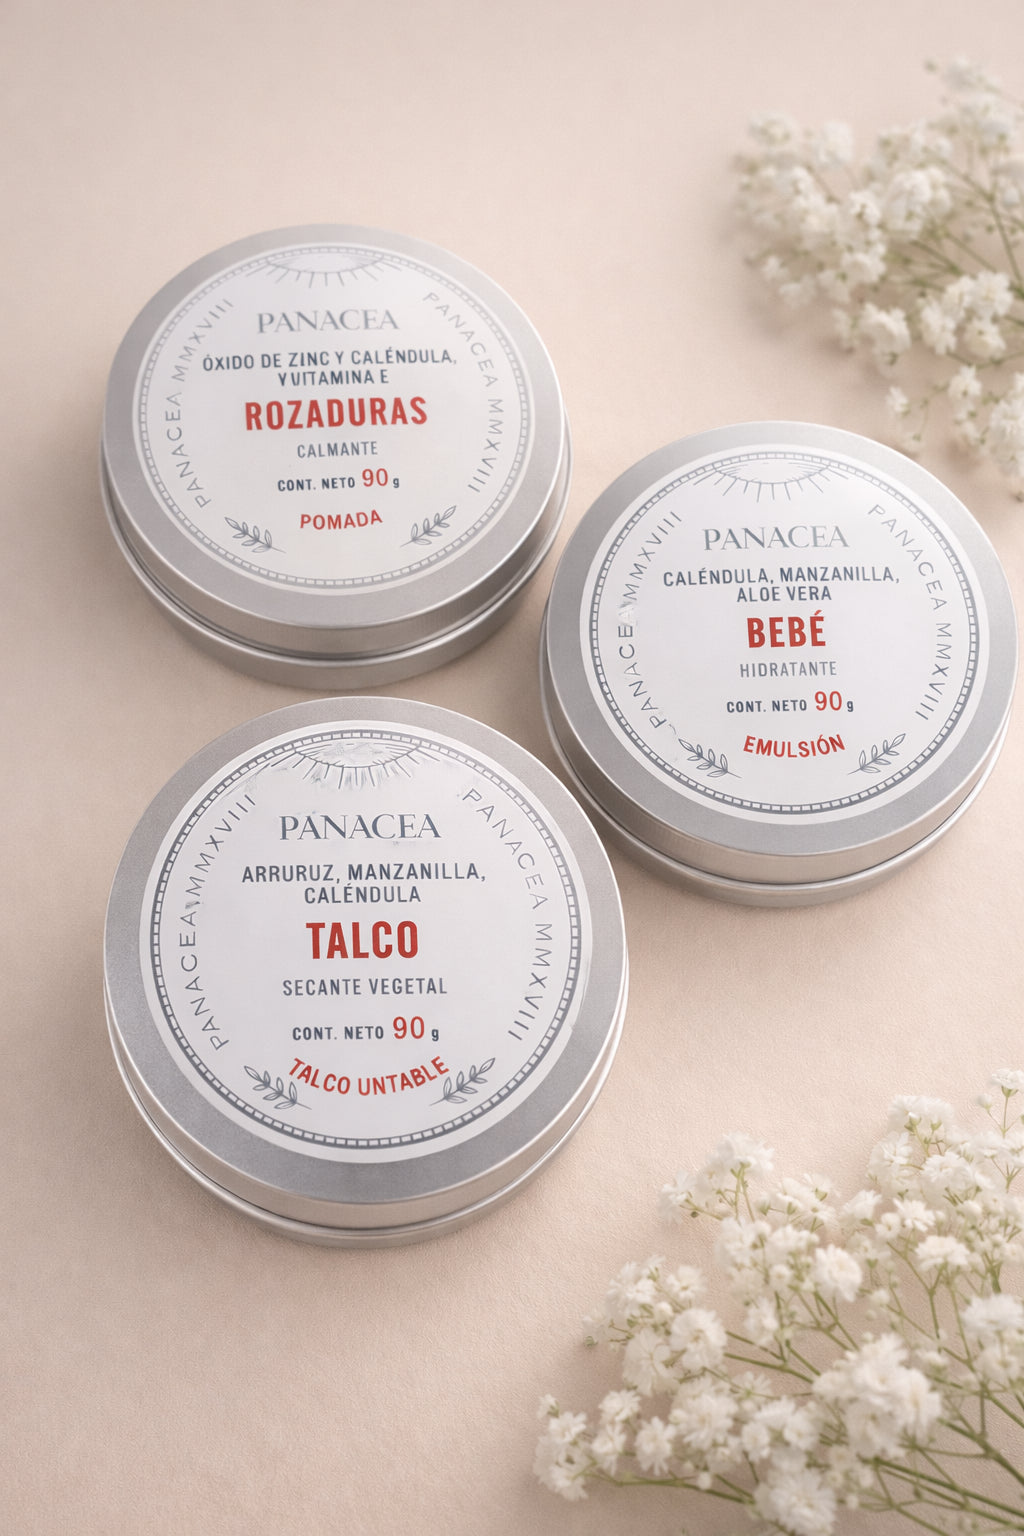 PANACEA MMXVIII
PANACEA MMXVIII
PANACEA
ÓXIDO DE ZINC Y CALÉNDULA,
Y VITAMINA E
ROZADURAS
CALMANTE
CONT. NETO 90 g
POMADA
PANACEA MMXVIII
PANACEA MMXVIII
PANACEA
CALÉNDULA, MANZANILLA,
ALOE VERA
BEBÉ
HIDRATANTE
CONT. NETO 90 g
EMULSIÓN
PANACEA MMXVIII
PANACEA MMXVIII
PANACEA
ARRURUZ, MANZANILLA,
CALÉNDULA
TALCO
SECANTE VEGETAL
CONT. NETO 90 g
TALCO UNTABLE